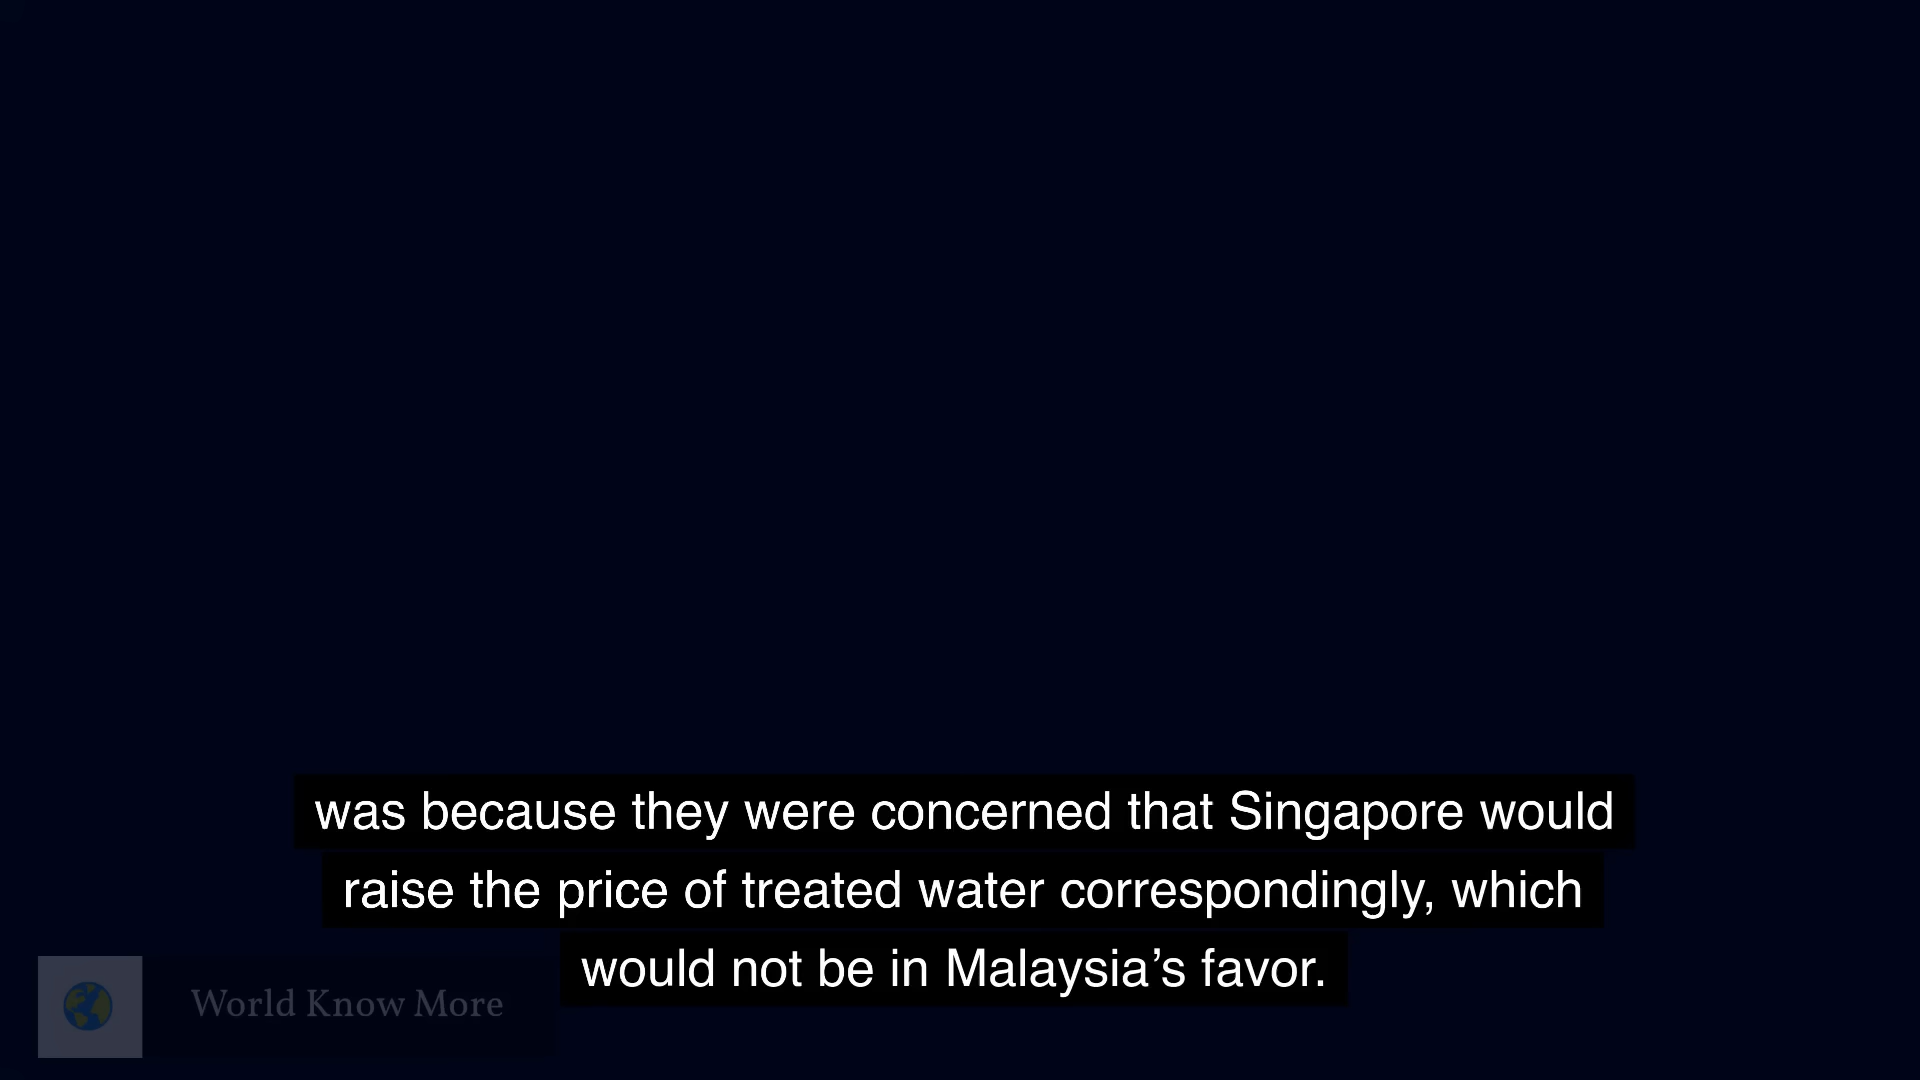 was because they were concerned that Singapore would
raise the price of treated water correspondingly, which
would not be in Malaysia’s favor.
World Know More